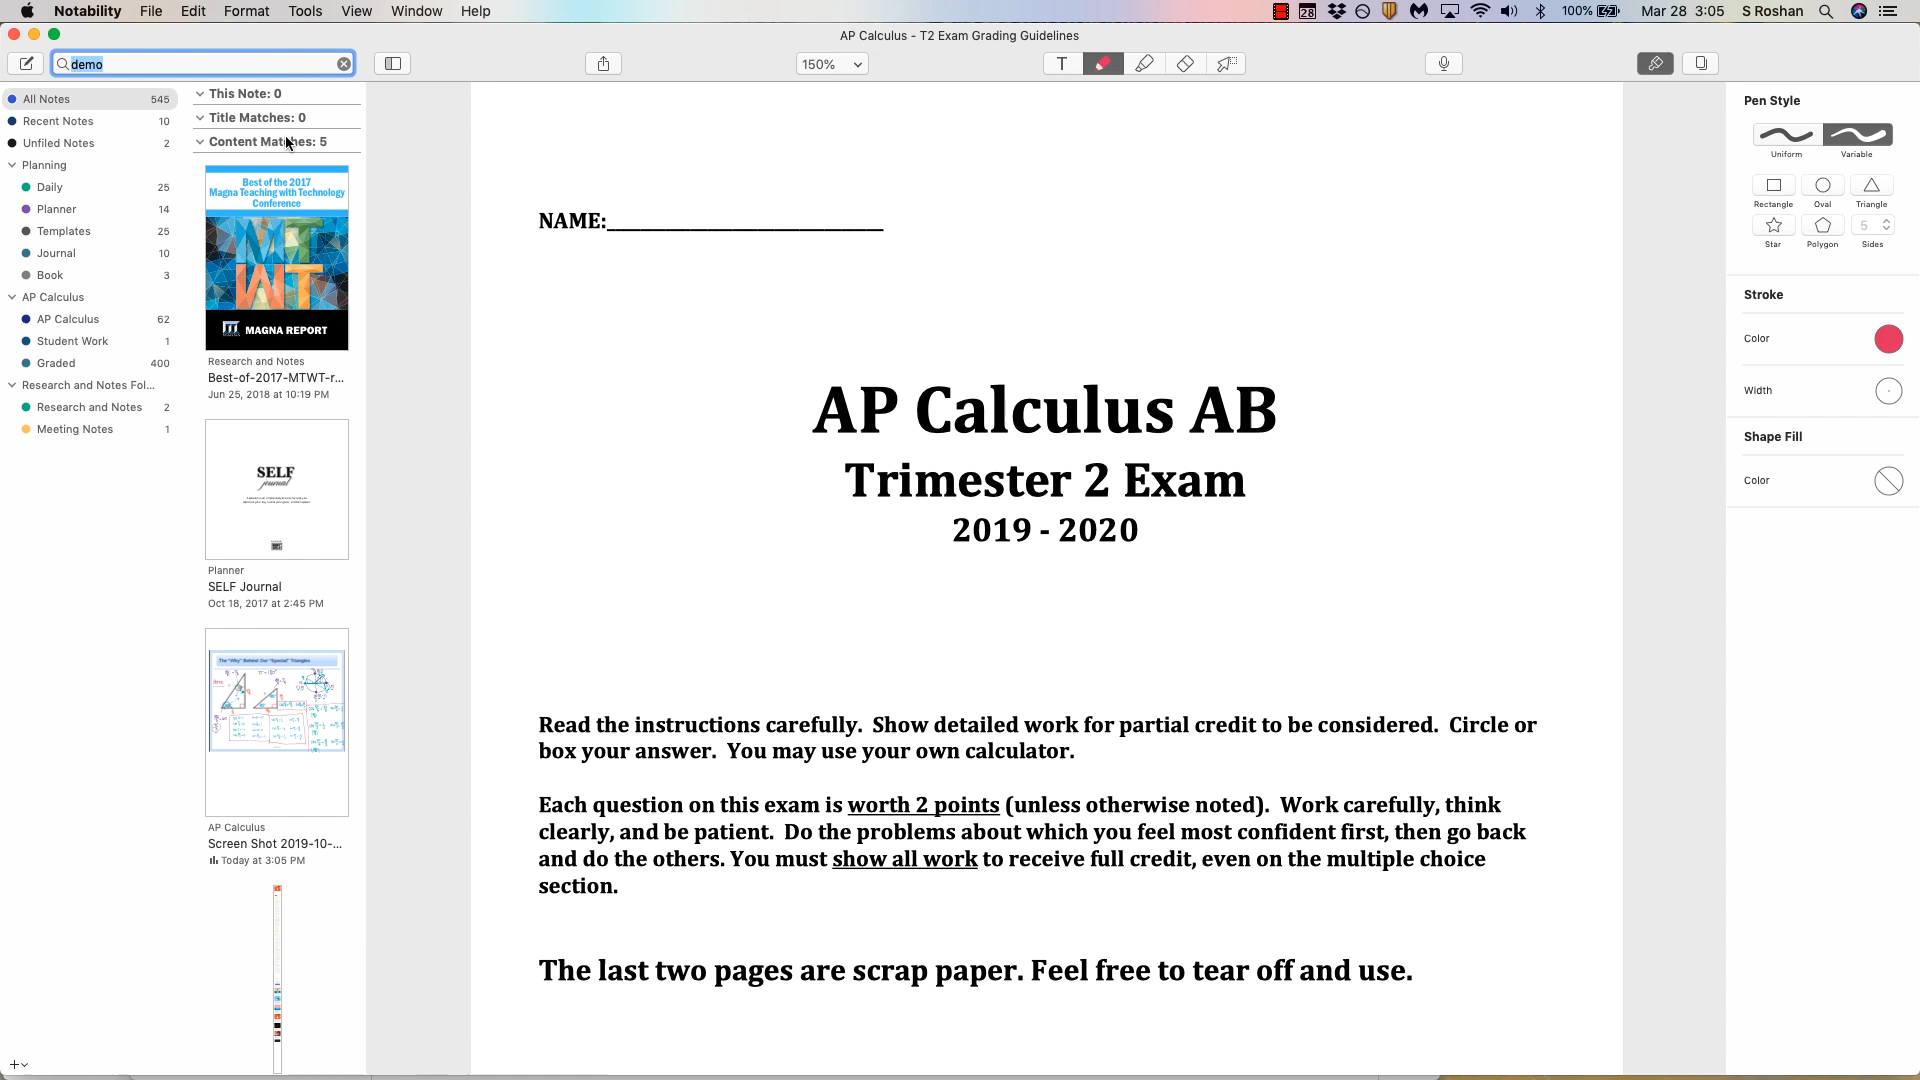 Notability File Edit Format Tools View Window Help
28 100% Mar 28 3:05 S Roshan
AP Calculus - T2 Exam Grading Guidelines
demo
150%
T
All Notes 545
Recent Notes 10
Unfiled Notes 2
Planning
Daily 25
Planner 14
Templates 25
Journal 10
Book 3
AP Calculus
AP Calculus 62
Student Work 1
Graded 400
Research and Notes Fol...
Research and Notes 2
Meeting Notes 1
This Note: 0
Title Matches: 0
Content Matches: 5
Best of the 2017
Magna Teaching with Technology
Conference
MT
WT
MAGNA REPORT
Research and Notes
Best-of-2017-MTWT-r...
Jun 25, 2018 at 10:19 PM
SELF
journal
Planner
SELF Journal
Oct 18, 2017 at 2:45 PM
The "Why" Behind Our "Special" Triangles
AP Calculus
Screen Shot 2019-10-...
Today at 3:05 PM
NAME:
AP Calculus AB
Trimester 2 Exam
2019 - 2020
Read the instructions carefully. Show detailed work for partial credit to be considered. Circle or
box your answer. You may use your own calculator.
Each question on this exam is worth 2 points (unless otherwise noted). Work carefully, think
clearly, and be patient. Do the problems about which you feel most confident first, then go back
and do the others. You must show all work to receive full credit, even on the multiple choice
section.
The last two pages are scrap paper. Feel free to tear off and use.
Pen Style
Uniform Variable
Rectangle Oval Triangle
5
Star Polygon Sides
Stroke
Color
Width
Shape Fill
Color